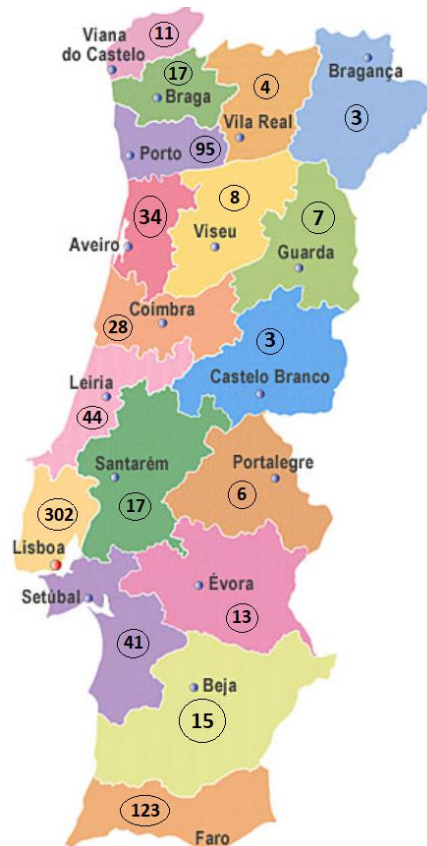 11
Viana
do Castelo
17
Braga
4
Vila Real
Bragança
3
Porto
95
34
Aveiro
8
Viseu
7
Guarda
Coimbra
28
3
Castelo Branco
Leiria
44
Santarém
17
Portalegre
6
302
Lisboa
Setúbal
41
Évora
13
Beja
15
123
Faro